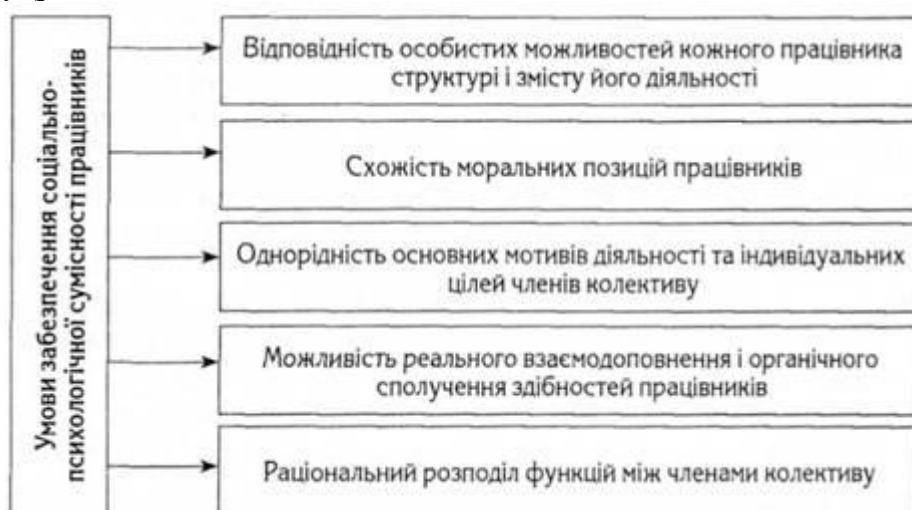 Умови забезпечення соціально-
психологічної сумісності працівників
Відповідність особистих можливостей кожного працівника
структурі і змісту його діяльності
Схожість моральних позицій працівників
Однорідність основних мотивів діяльності та індивідуальних
цілей членів колективу
Можливість реального взаємодоповнення і органічного
сполучення здібностей працівників
Раціональний розподіл функцій між членами колективу